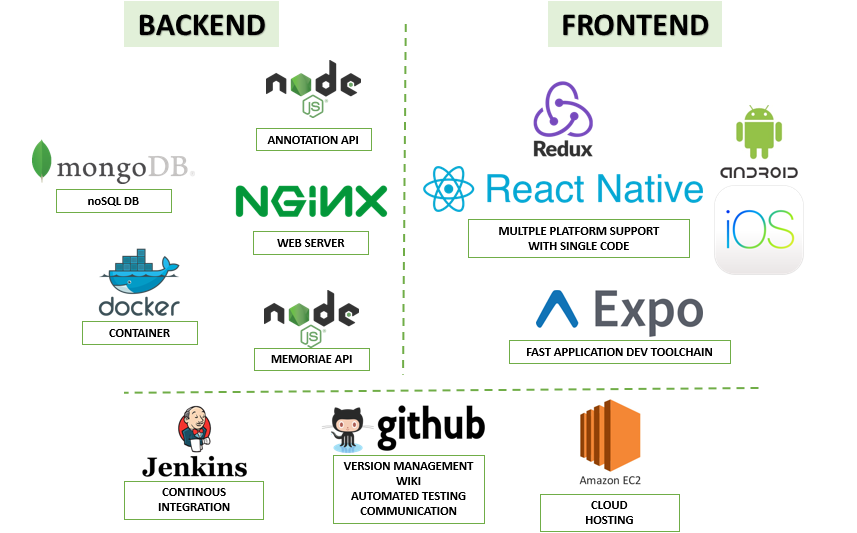 BACKEND
FRONTEND
node
JS
ANNOTATION API
mongoDB.
noSQL DB
NGINX
WEB SERVER
docker
CONTAINER
node
JS
MEMORIAE API
Redux
React Native
MULTPLE PLATFORM SUPPORT
WITH SINGLE CODE
ANDROID
iOS
Expo
FAST APPLICATION DEV TOOLCHAIN
Jenkins
CONTINOUS
INTEGRATION
github
VERSION MANAGEMENT
WIKI
AUTOMATED TESTING
COMMUNICATION
Amazon EC2
CLOUD
HOSTING